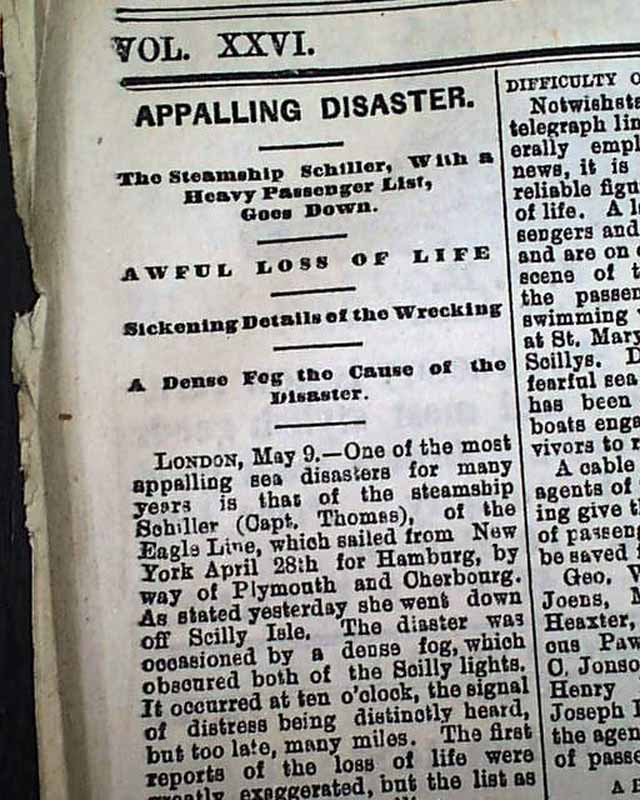 VOL. XXVI.
APPALLING DISASTER.
The Steamship Schiller, With a
Heavy Passenger List,
Goes Down.
AWFUL LOSS OF LIFE
Sickening Details of the Wrecking
A Dense Fog the Cause of the
Disaster.
LONDON, May 9.—One of the most
appalling sea disasters for many
years is that of the steamship
Schiller (Capt. Thomas), of the
Eagle Line, which sailed from New
York April 28th for Hamburg, by
way of Plymouth and Cherbourg.
As stated yesterday she went down
off Scilly Isle. The diaster was
occasioned by a dense fog, which
obscured both of the Scilly lights.
It occurred at ten o'clock, the signal
of distress being distinctly heard,
but too late, many miles. The first
reports of the loss of life were
greatly exaggerated, but the list as
DIFFICULTY O
Notwithsta
telegraph lin
erally empl
news, it is
reliable figu
of life. A l
sengers and
and are on
scene of t
the passen
swimming
at St. Mary
Scillys. D
fearful sea
has been
boats enga
vivors to r
A cable
agents of
ing give th
of passeng
be saved f
Geo. W
Joens, M
Heaxter,
ous Paw
C. Jonso
Henry
Joseph
the agen
of passe